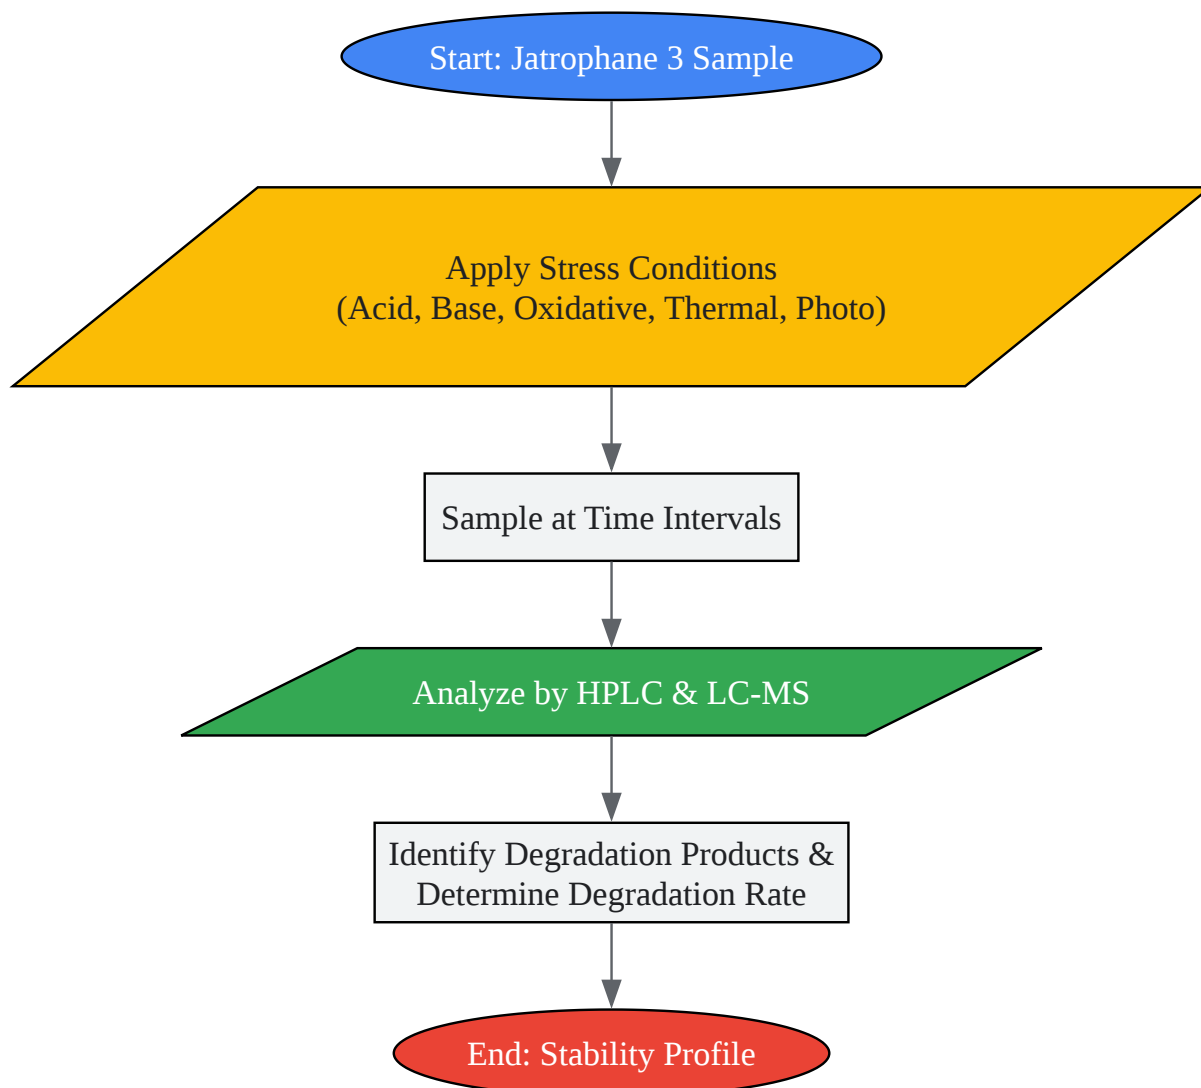 Start: Jatrophane 3 Sample
Apply Stress Conditions
(Acid, Base, Oxidative, Thermal, Photo)
Sample at Time Intervals
Analyze by HPLC & LC-MS
Identify Degradation Products &
Determine Degradation Rate
End: Stability Profile